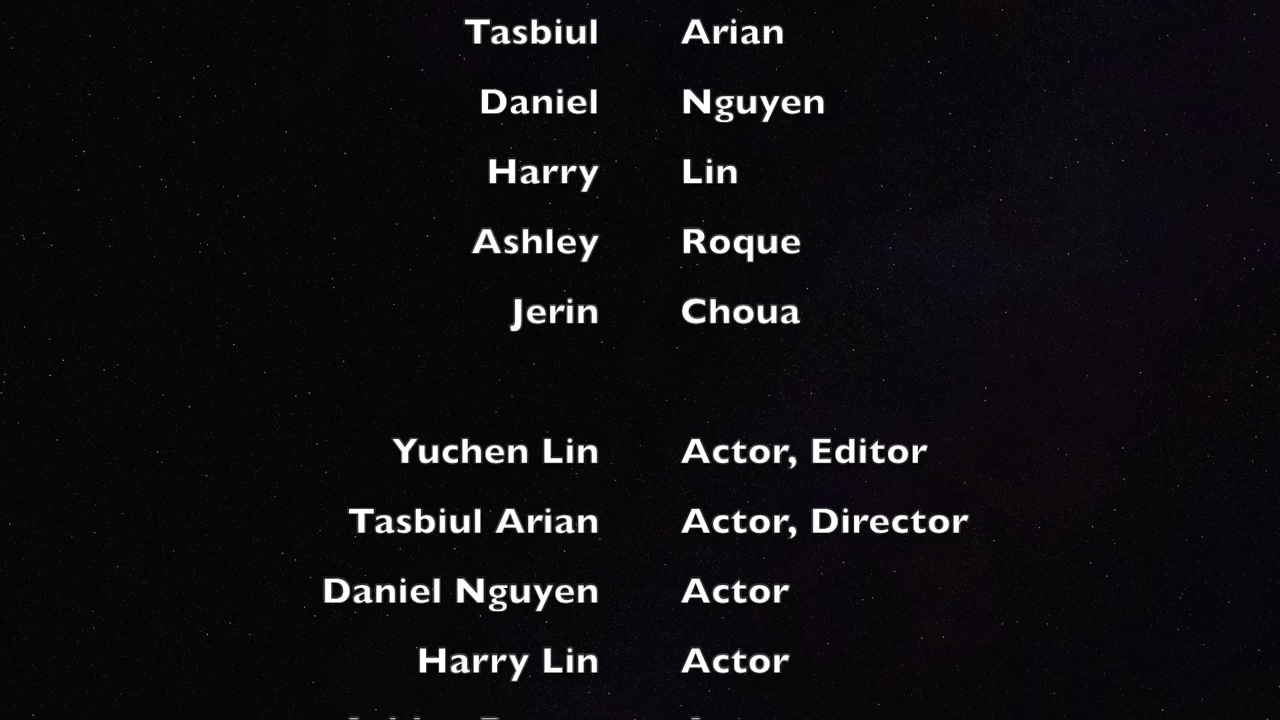 Tasbiul Arian
Daniel Nguyen
Harry Lin
Ashley Roque
Jerin Choua
Yuchen Lin Actor, Editor
Tasbiul Arian Actor, Director
Daniel Nguyen Actor
Harry Lin Actor